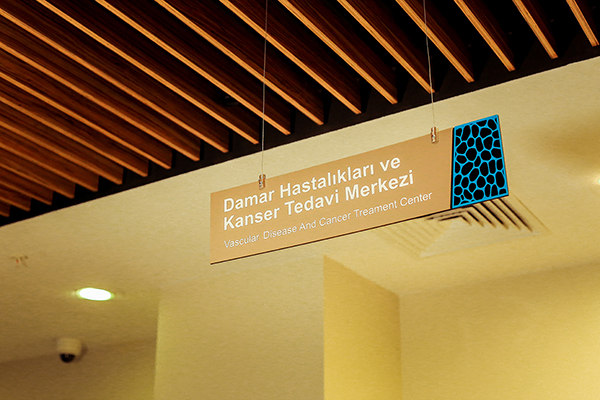 Damar Hastalıkları ve
Kanser Tedavi Merkezi
Vascular Disease And Cancer Treament Center